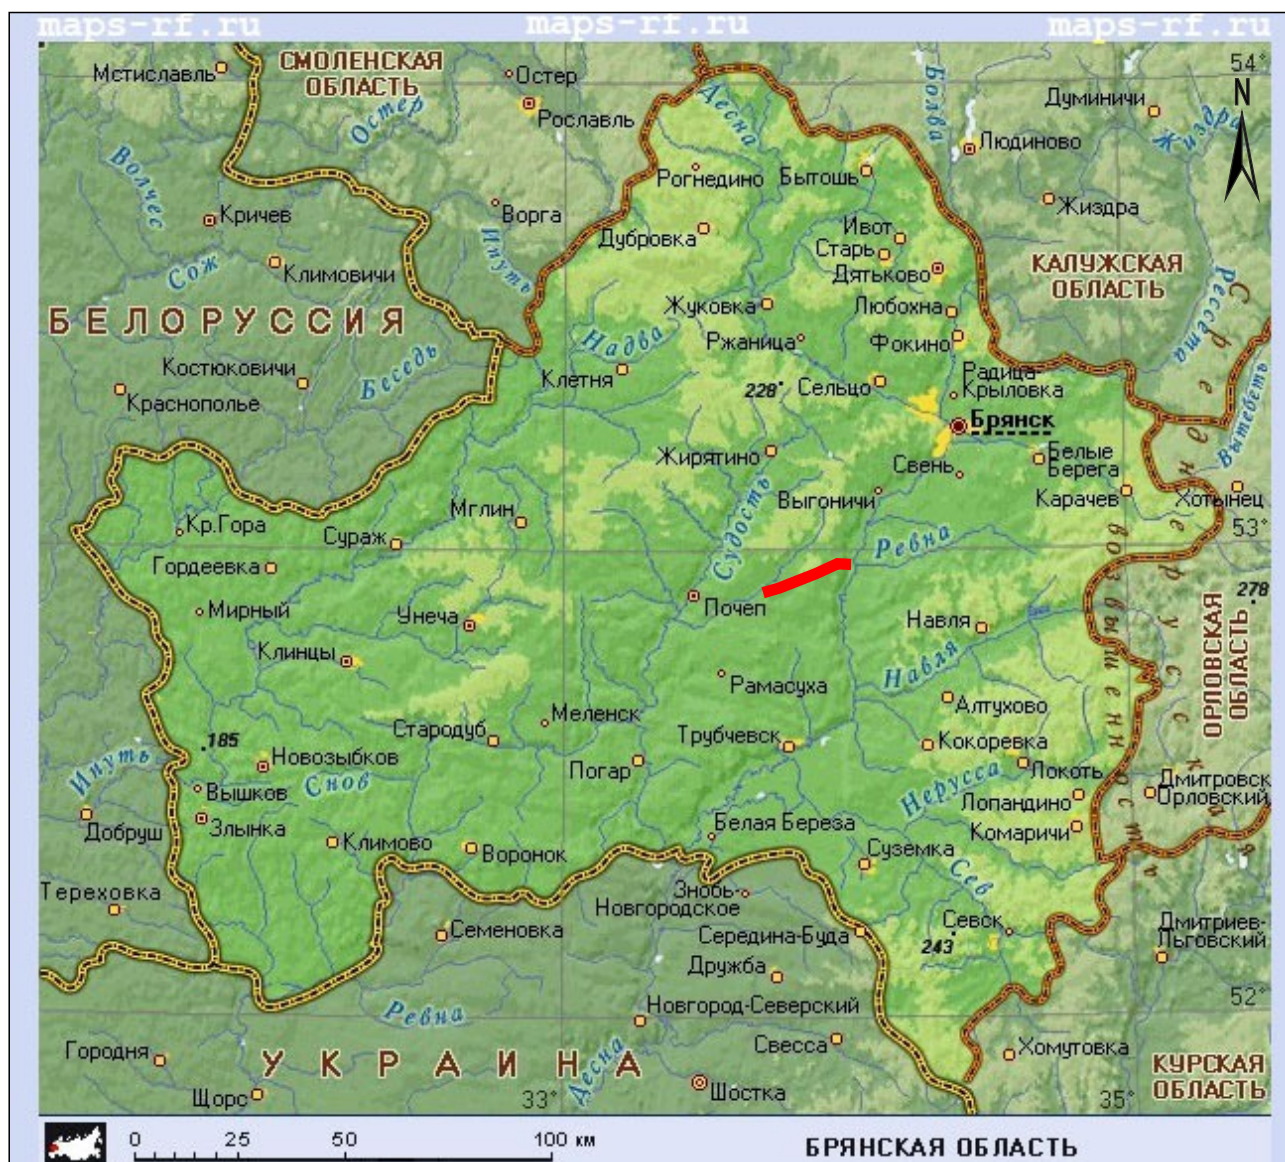 maps-rf.ru maps-rf.ru maps-rf.ru
СМОЛЕНСКАЯ
ОБЛАСТЬ
Мстиславль
Остер
Остер
Рославль
Десна
Болва
54°
N
Думиничи
Жиздра
Людиново
Волчес
Рогнедино
Бытошь
Кричев
Ворга
Жиздра
Ипуть
Дубровка
Ивот
Старь
Сож
Климовичи
Дятьково
КАЛУЖСКАЯ
ОБЛАСТЬ
Рессета
БЕЛОРУССИЯ
Жуковка
Любохна
Надва
Ржаница
Фокино
Костюковичи
Беседь
Клетня
228
Сельцо
Радица-
Крыловка
Краснополье
Брянск
Вытебеть
Жирятино
Свень
Белые
Берега
Выгоничи
Карачев
Хотынец
Судость
Мглин
Кр.Гора
Сураж
Ревна
53°
Гордеевка
Мирный
Почеп
278
Унеча
Навля
Клинцы
Навля
ОРЛОВСКАЯ
ОБЛАСТЬ
Среднерусская
возвышенность
Рамасуха
Алтухово
Меленск
Стародуб
Трубчевск
Кокоревка
185
Новозыбков
Погар
Локоть
Ипуть
Снов
Нерусса
Вышков
Лопандино
Дмитровск
Орловский
Злынка
Добруш
Белая Береза
Комаричи
Климово
Воронок
Суземка
Сев
Тереховка
Знобь-
Новгородское
Семеновка
Середина-Буда
Севск
243
Дмитриев-
Льговский
Дружба
Ревна
Новгород-Северский
52°
Городня
УКРАИНА
Свесса
Хомутовка
КУРСКАЯ
ОБЛАСТЬ
Щорс
33°
Десна
Шостка
35°
0 25 50 100 км
БРЯНСКАЯ ОБЛАСТЬ